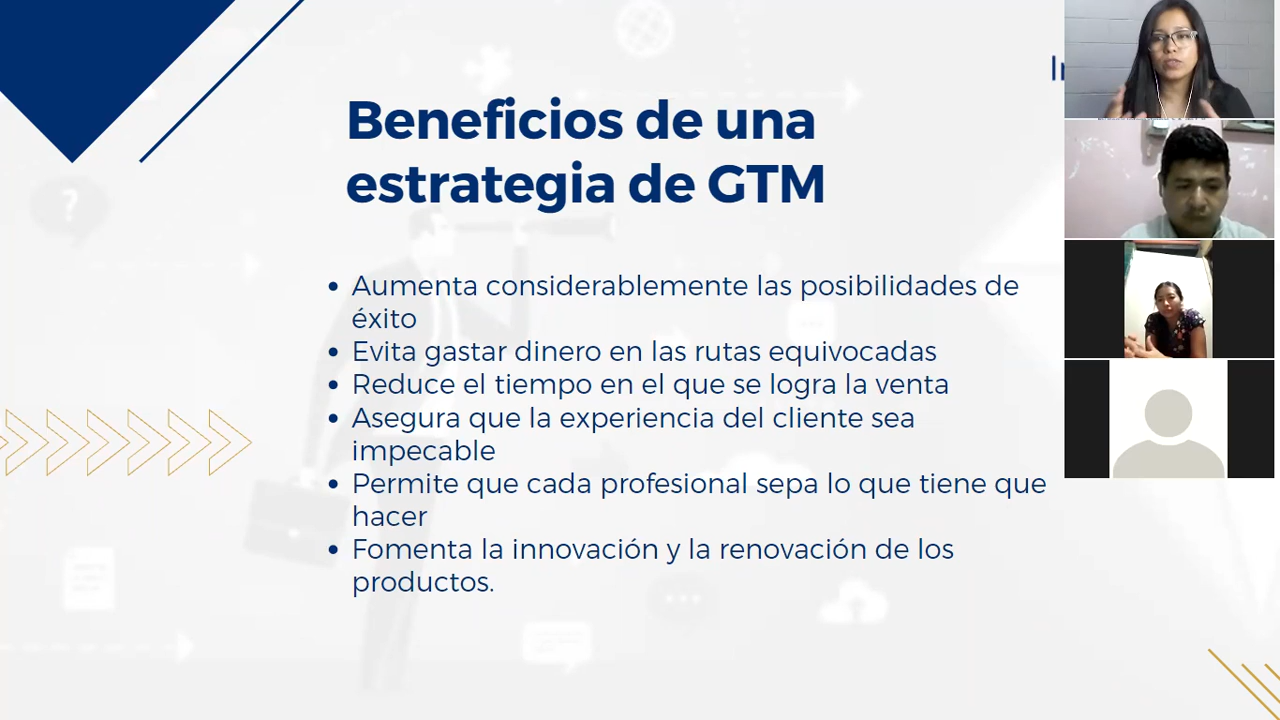 Beneficios de una
estrategia de GTM
• Aumenta considerablemente las posibilidades de
éxito
• Evita gastar dinero en las rutas equivocadas
• Reduce el tiempo en el que se logra la venta
• Asegura que la experiencia del cliente sea
impecable
• Permite que cada profesional sepa lo que tiene que
hacer
• Fomenta la innovación y la renovación de los
productos.